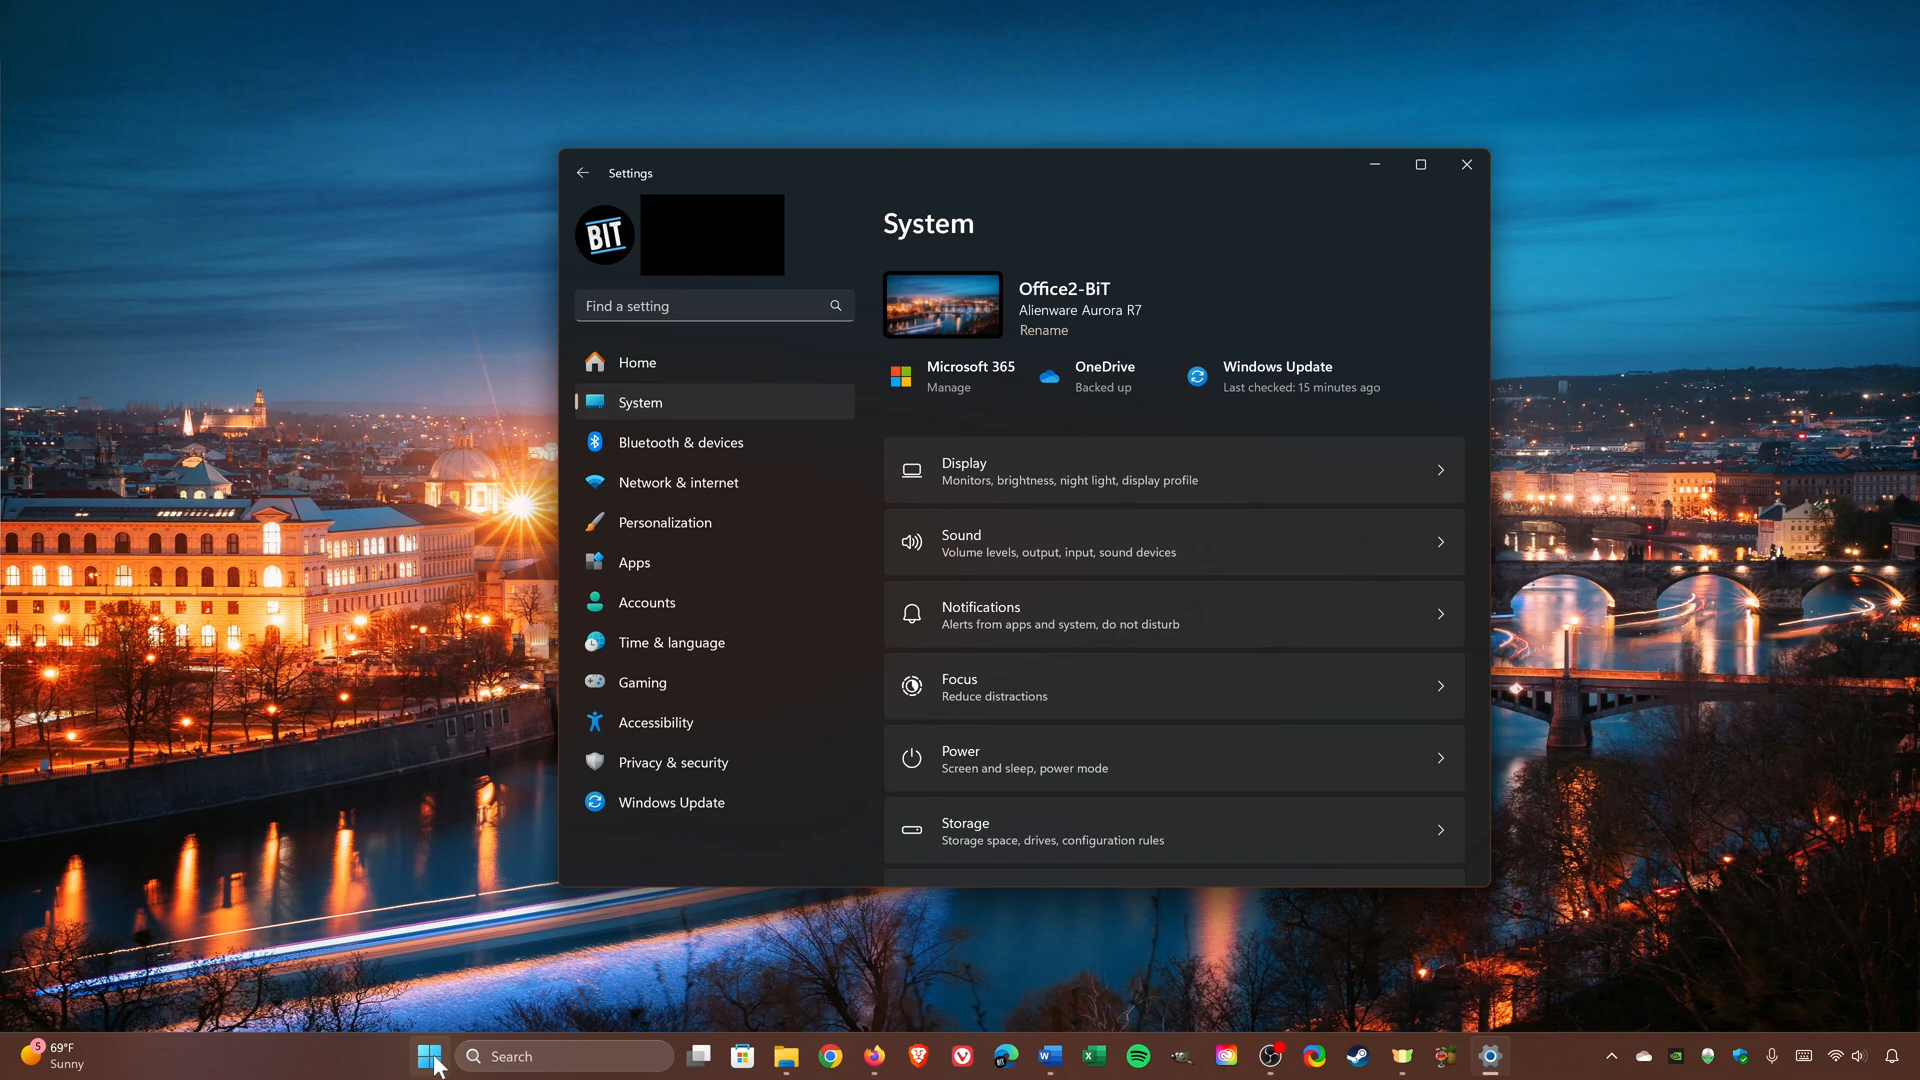 Settings
BIT
Find a setting
Home
System
Bluetooth & devices
Network & internet
Personalization
Apps
Accounts
Time & language
Gaming
Accessibility
Privacy & security
Windows Update
System
Office2-BiT
Alienware Aurora R7
Rename
Microsoft 365
Manage
OneDrive
Backed up
Windows Update
Last checked: 15 minutes ago
Display
Monitors, brightness, night light, display profile
Sound
Volume levels, output, input, sound devices
Notifications
Alerts from apps and system, do not disturb
Focus
Reduce distractions
Power
Screen and sleep, power mode
Storage
Storage space, drives, configuration rules
5
69°F
Sunny
Search